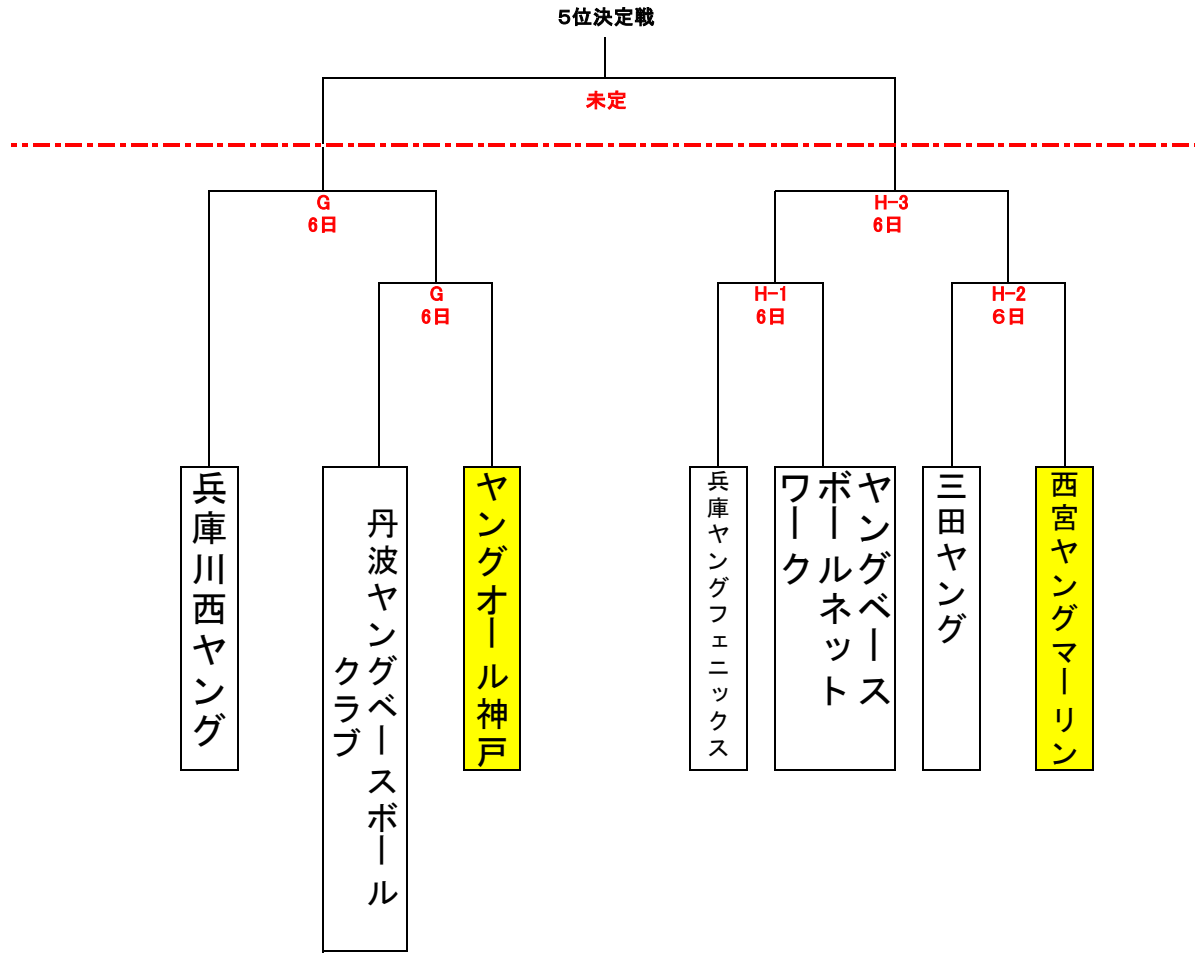 5位決定戦
未定
G
6日
H-3
6日
G
6日
H-1
6日
H-2
６日
兵庫川西ヤング
丹波ヤングベースボール
クラブ
ヤングオール神戸
兵庫ヤングフェニックス
ヤングベース
ボールネット
ワーク
三田ヤング
西宮ヤングマーリン